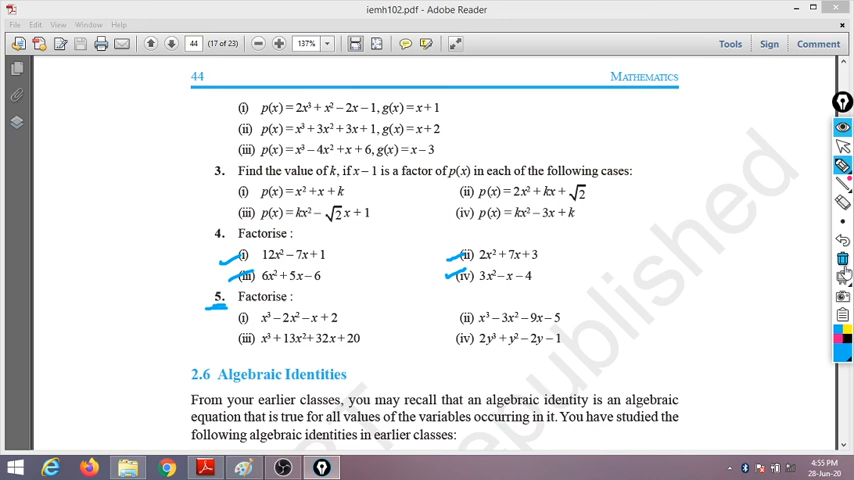 iemh102.pdf - Adobe Reader
File Edit View Window Help
44 (17 of 23) 137% Tools Sign Comment
44 MATHEMATICS
(i) p(x) = 2x³ + x² – 2x – 1, g(x) = x + 1
(ii) p(x) = x³ + 3x² + 3x + 1, g(x) = x + 2
(iii) p(x) = x³ – 4x² + x + 6, g(x) = x – 3
3. Find the value of k, if x – 1 is a factor of p(x) in each of the following cases:
(i) p(x) = x² + x + k (ii) p(x) = 2x² + kx + √2
(iii) p(x) = kx² – √2 x + 1 (iv) p(x) = kx² – 3x + k
4. Factorise :
(i) 12x² – 7x + 1 (ii) 2x² + 7x + 3
(iii) 6x² + 5x – 6 (iv) 3x² – x – 4
5. Factorise :
(i) x³ – 2x² – x + 2 (ii) x³ – 3x² – 9x – 5
(iii) x³ + 13x² + 32x + 20 (iv) 2y³ + y² – 2y – 1
2.6 Algebraic Identities
From your earlier classes, you may recall that an algebraic identity is an algebraic
equation that is true for all values of the variables occurring in it. You have studied the
following algebraic identities in earlier classes:
republished
4:55 PM
28-Jun-20